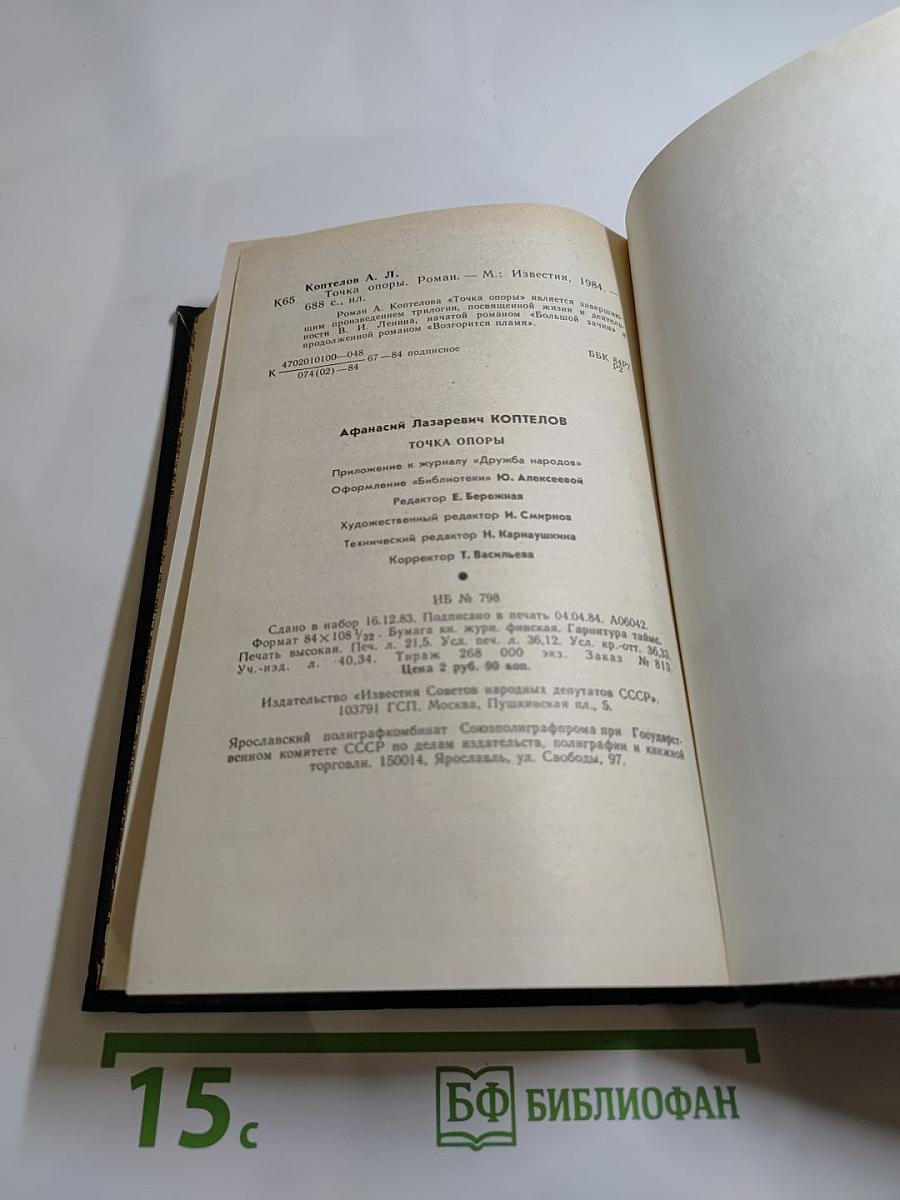 Коптелов А. Л.
К65 Точка опоры. Роман. — М.: Известия, 1984. —
688 с., ил.
Роман А. Коптелова «Точка опоры» является завершаю-
щим произведением трилогии, посвященной жизни и деятель-
ности В. И. Ленина, начатой романом «Большой зачин» и
продолженной романом «Возгорится пламя».
К 4702010100—048 67—84 подписное
074(02)—84
ББК 84Р7
Р2
Афанасий Лазаревич КОПТЕЛОВ
ТОЧКА ОПОРЫ
Приложение к журналу «Дружба народов»
Оформление «Библиотеки» Ю. Алексеевой
Редактор Е. Бережная
Художественный редактор И. Смирнов
Технический редактор Н. Карнаушкина
Корректор Т. Васильева
ИБ № 798
Сдано в набор 16.12.83. Подписано в печать 04.04.84. А06042.
Формат 84×108 1/32. Бумага кн. журн. финская. Гарнитура таймс.
Печать высокая. Печ. л. 21,5. Усл. печ. л. 36,12. Усл. кр.-отт. 36,33.
Уч.-изд. л. 40,34. Тираж 268 000 экз. Заказ № 813.
Цена 2 руб. 90 коп.
Издательство «Известия Советов народных депутатов СССР».
103791 ГСП. Москва, Пушкинская пл., 5.
Ярославский полиграфкомбинат Союзполиграфпрома при Государст-
венном комитете СССР по делам издательств, полиграфии и книжной
торговли. 150014, Ярославль, ул. Свободы, 97.
15 с
БФ БИБЛИОФАН